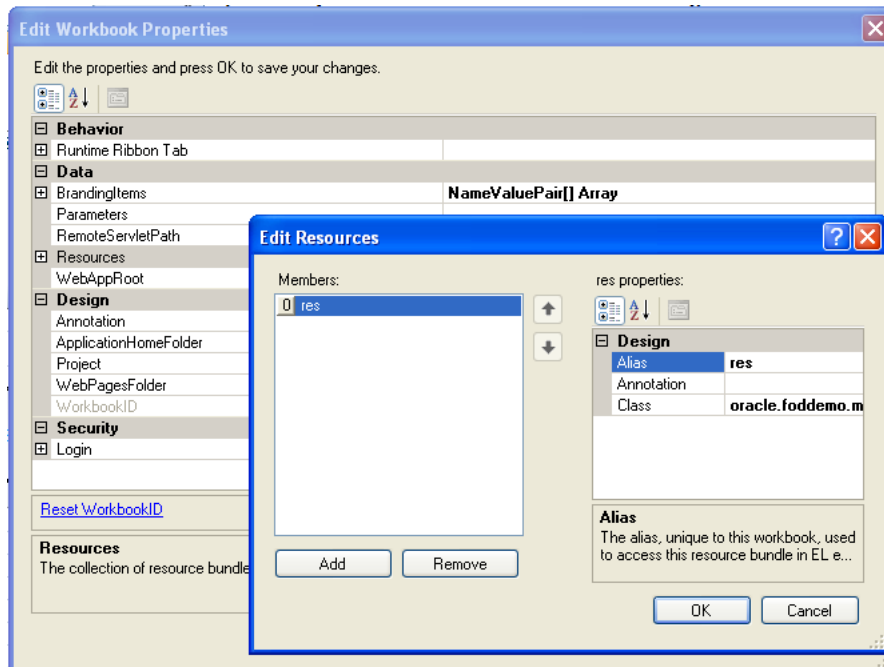 Edit Workbook Properties
Edit the properties and press OK to save your changes.
Behavior
Runtime Ribbon Tab
Data
BrandingItems NameValuePair[] Array
Parameters
RemoteServletPath
Resources
WebAppRoot
Design
Annotation
ApplicationHomeFolder
Project
WebPagesFolder
WorkbookID
Security
Login
Reset WorkbookID
Resources
The collection of resource bundle
Edit Resources
Members:
0 res
Add Remove
res properties:
Design
Alias res
Annotation
Class oracle.foddemo.m
Alias
The alias, unique to this workbook, used
to access this resource bundle in EL e...
OK Cancel